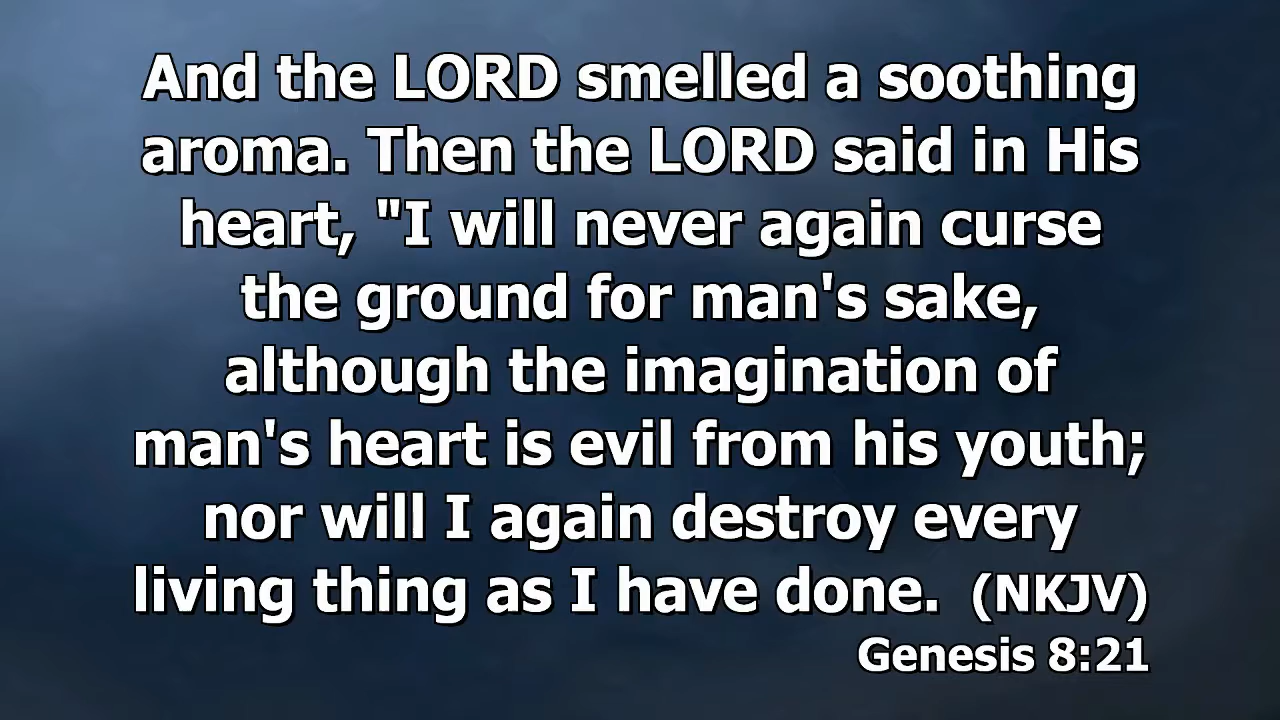 And the LORD smelled a soothing
aroma. Then the LORD said in His
heart, "I will never again curse
the ground for man's sake,
although the imagination of
man's heart is evil from his youth;
nor will I again destroy every
living thing as I have done.  (NKJV)
Genesis 8:21